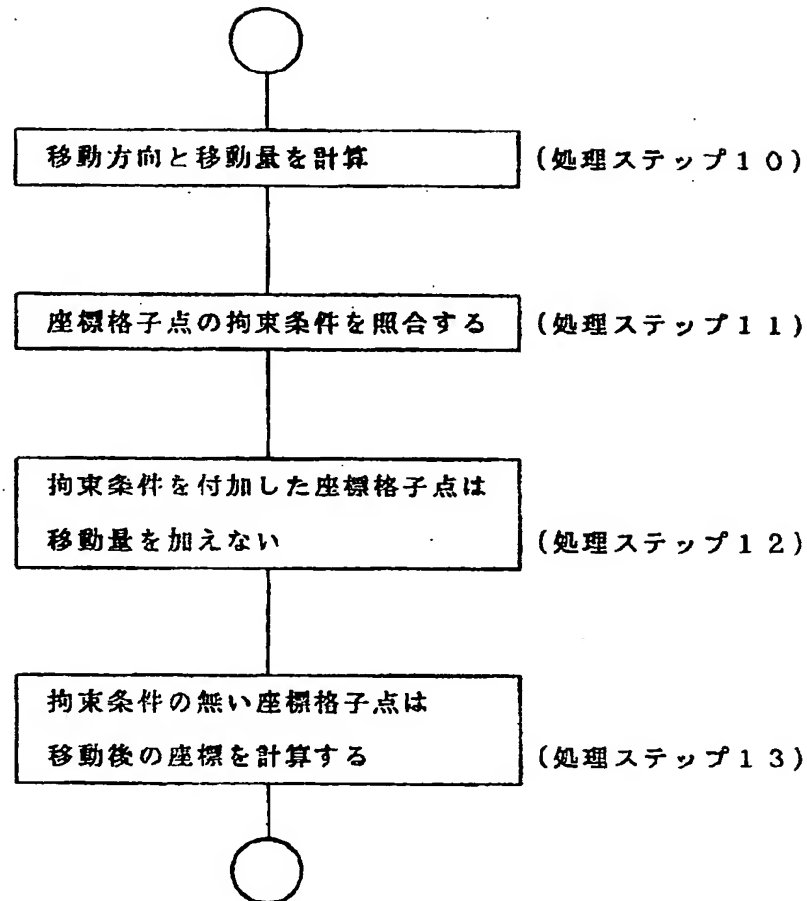 移動方向と移動量を計算
(処理ステップ10)
座標格子点の拘束条件を照合する
(処理ステップ11)
拘束条件を付加した座標格子点は
移動量を加えない
(処理ステップ12)
拘束条件の無い座標格子点は
移動後の座標を計算する
(処理ステップ13)